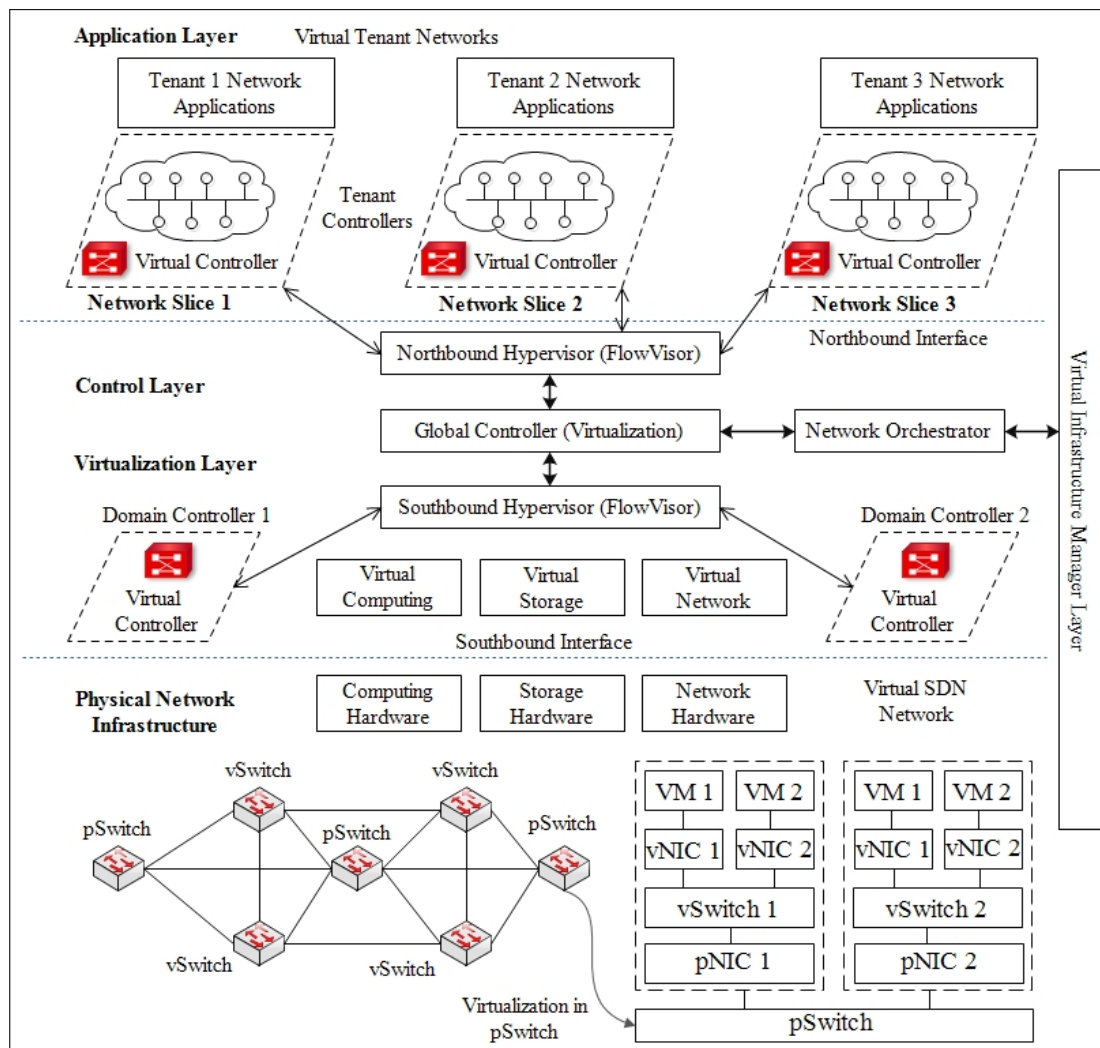 Application Layer
Virtual Tenant Networks
Tenant 1 Network
Applications
Tenant 2 Network
Applications
Tenant 3 Network
Applications
Tenant
Controllers
Virtual Controller
Virtual Controller
Virtual Controller
Network Slice 1
Network Slice 2
Network Slice 3
Northbound Interface
Northbound Hypervisor (FlowVisor)
Control Layer
Global Controller (Virtualization)
Network Orchestrator
Virtual Infrastructure Manager Layer
Virtualization Layer
Southbound Hypervisor (FlowVisor)
Domain Controller 1
Virtual
Controller
Domain Controller 2
Virtual
Controller
Virtual
Computing
Virtual
Storage
Virtual
Network
Southbound Interface
Physical Network
Infrastructure
Computing
Hardware
Storage
Hardware
Network
Hardware
Virtual SDN
Network
vSwitch
vSwitch
pSwitch
pSwitch
pSwitch
vSwitch
vSwitch
VM 1
VM 2
vNIC 1
vNIC 2
vSwitch 1
pNIC 1
VM 1
VM 2
vNIC 1
vNIC 2
vSwitch 2
pNIC 2
Virtualization in
pSwitch
pSwitch